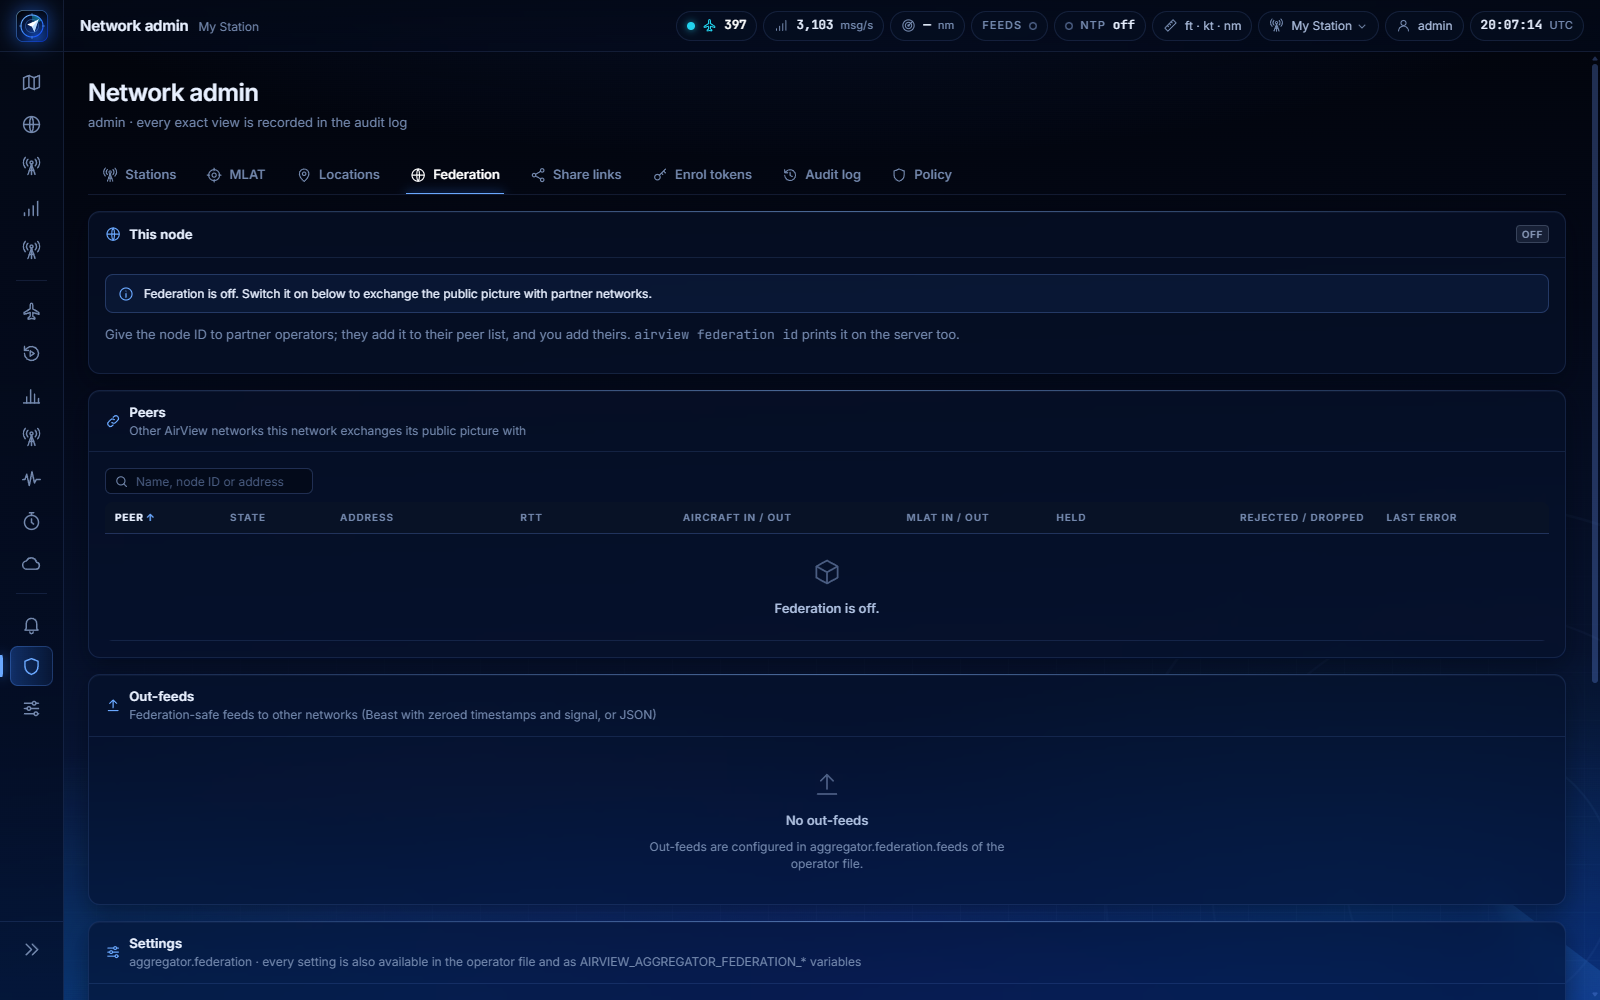 Network admin My Station
397
3,103 msg/s
– nm
FEEDS
NTP off
ft · kt · nm
My Station
admin
20:07:14 UTC
Network admin
admin · every exact view is recorded in the audit log
Stations MLAT Locations Federation Share links Enrol tokens Audit log Policy
This node
OFF
Federation is off. Switch it on below to exchange the public picture with partner networks.
Give the node ID to partner operators; they add it to their peer list, and you add theirs. airview federation id prints it on the server too.
Peers
Other AirView networks this network exchanges its public picture with
Name, node ID or address
PEER STATE ADDRESS RTT AIRCRAFT IN / OUT MLAT IN / OUT HELD REJECTED / DROPPED LAST ERROR
Federation is off.
Out-feeds
Federation-safe feeds to other networks (Beast with zeroed timestamps and signal, or JSON)
No out-feeds
Out-feeds are configured in aggregator.federation.feeds of the
operator file.
Settings
aggregator.federation · every setting is also available in the operator file and as AIRVIEW_AGGREGATOR_FEDERATION_* variables